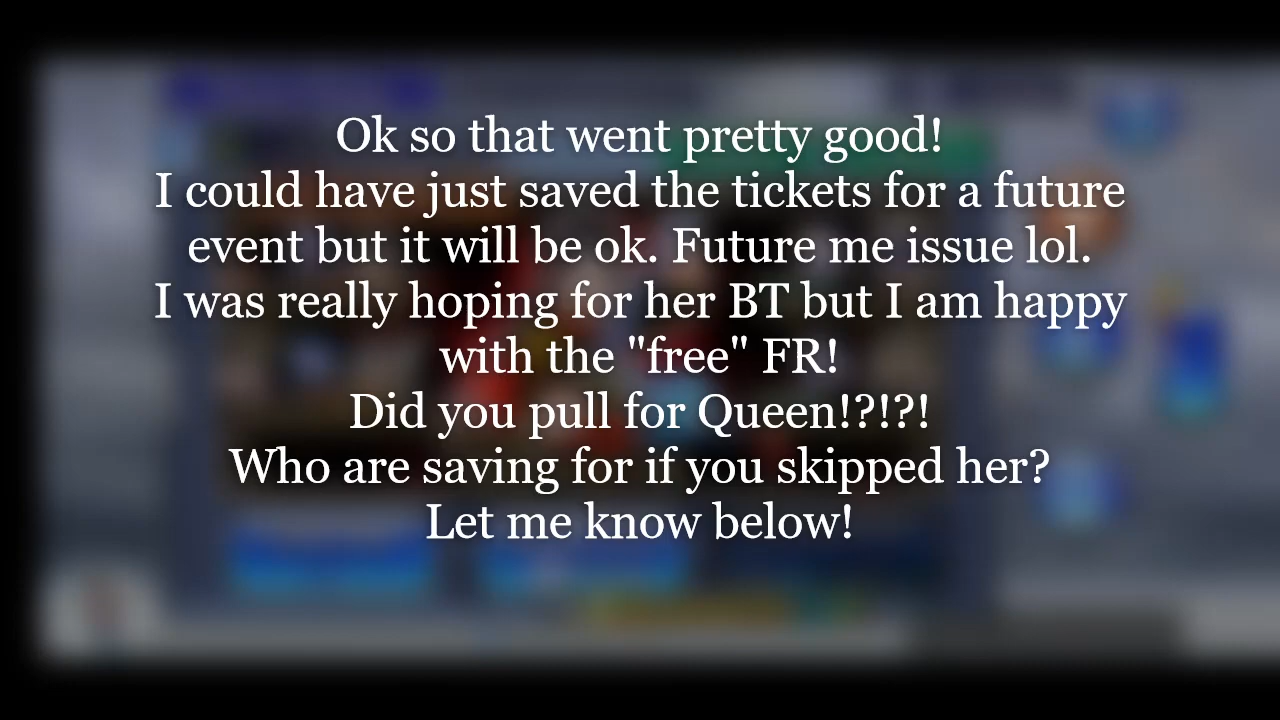 Ok so that went pretty good!
I could have just saved the tickets for a future
event but it will be ok. Future me issue lol.
I was really hoping for her BT but I am happy
with the "free" FR!
Did you pull for Queen!?!?!
Who are saving for if you skipped her?
Let me know below!